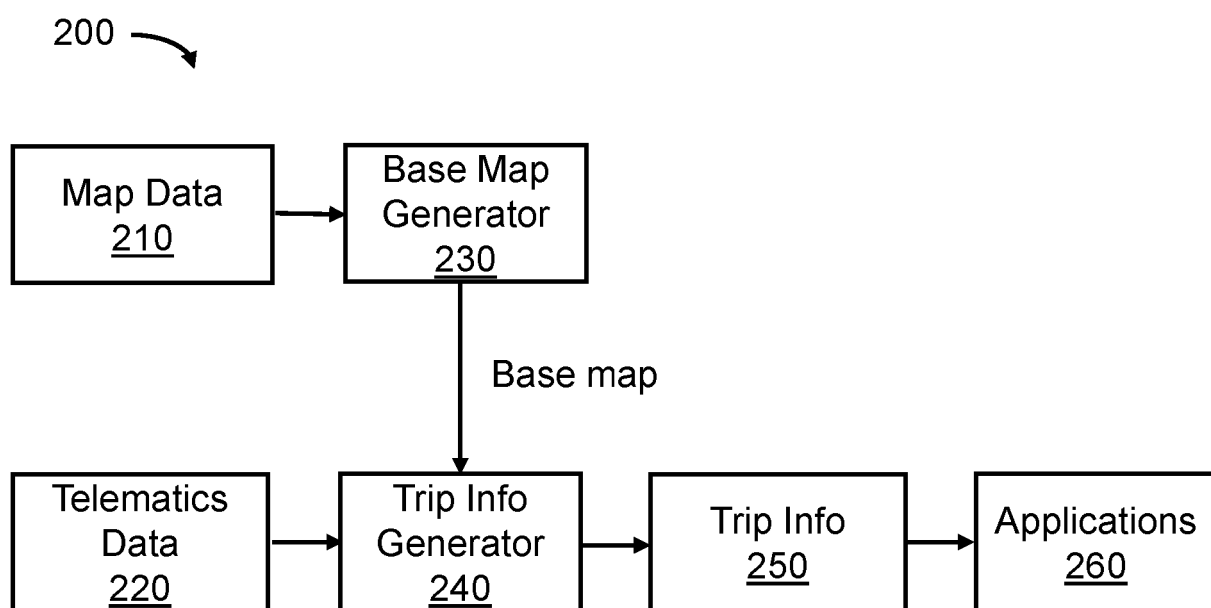 200
Map Data
210
Base Map
Generator
230
Base map
Telematics
Data
220
Trip Info
Generator
240
Trip Info
250
Applications
260